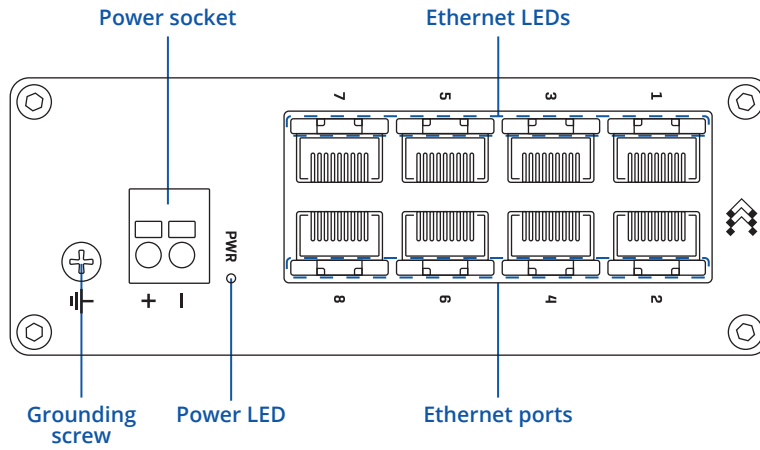 Power socket
Ethernet LEDs
7 5 3 1
PWR
+ −
8 6 4 2
Grounding
screw
Power LED
Ethernet ports